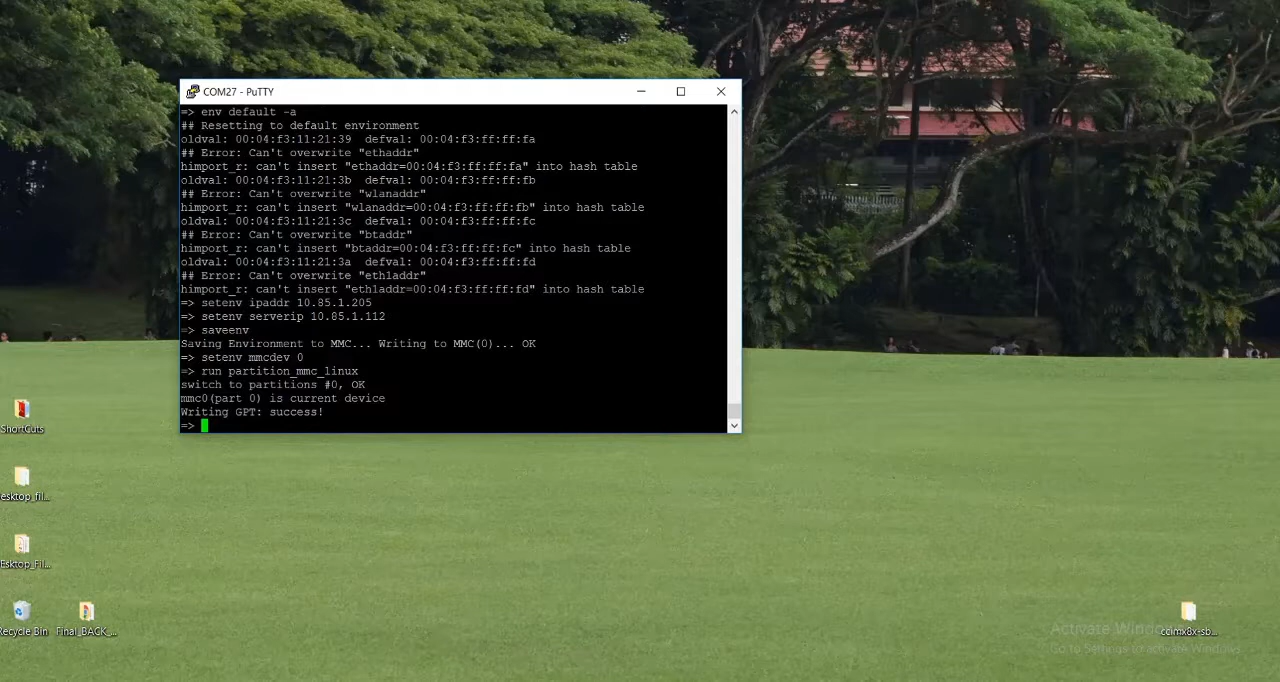 COM27 - PuTTY
=> env default -a
## Resetting to default environment
oldval: 00:04:f3:11:21:39  defval: 00:04:f3:ff:ff:fa
## Error: Can't overwrite "ethaddr"
himport_r: can't insert "ethaddr=00:04:f3:ff:ff:fa" into hash table
oldval: 00:04:f3:11:21:3b  defval: 00:04:f3:ff:ff:fb
## Error: Can't overwrite "wlanaddr"
himport_r: can't insert "wlanaddr=00:04:f3:ff:ff:fb" into hash table
oldval: 00:04:f3:11:21:3c  defval: 00:04:f3:ff:ff:fc
## Error: Can't overwrite "btaddr"
himport_r: can't insert "btaddr=00:04:f3:ff:ff:fc" into hash table
oldval: 00:04:f3:11:21:3a  defval: 00:04:f3:ff:ff:fd
## Error: Can't overwrite "eth1addr"
himport_r: can't insert "eth1addr=00:04:f3:ff:ff:fd" into hash table
=> setenv ipaddr 10.85.1.205
=> setenv serverip 10.85.1.112
=> saveenv
Saving Environment to MMC... Writing to MMC(0)... OK
=> setenv mmcdev 0
=> run partition_mmc_linux
switch to partitions #0, OK
mmc0(part 0) is current device
Writing GPT: success!
=>
ShortCuts
esktop_fil...
Esktop_Fil...
Recycle Bin
Final_BACK_...
ccimx8x-sb...
Activate Windows
Go to Settings to activate Windows.